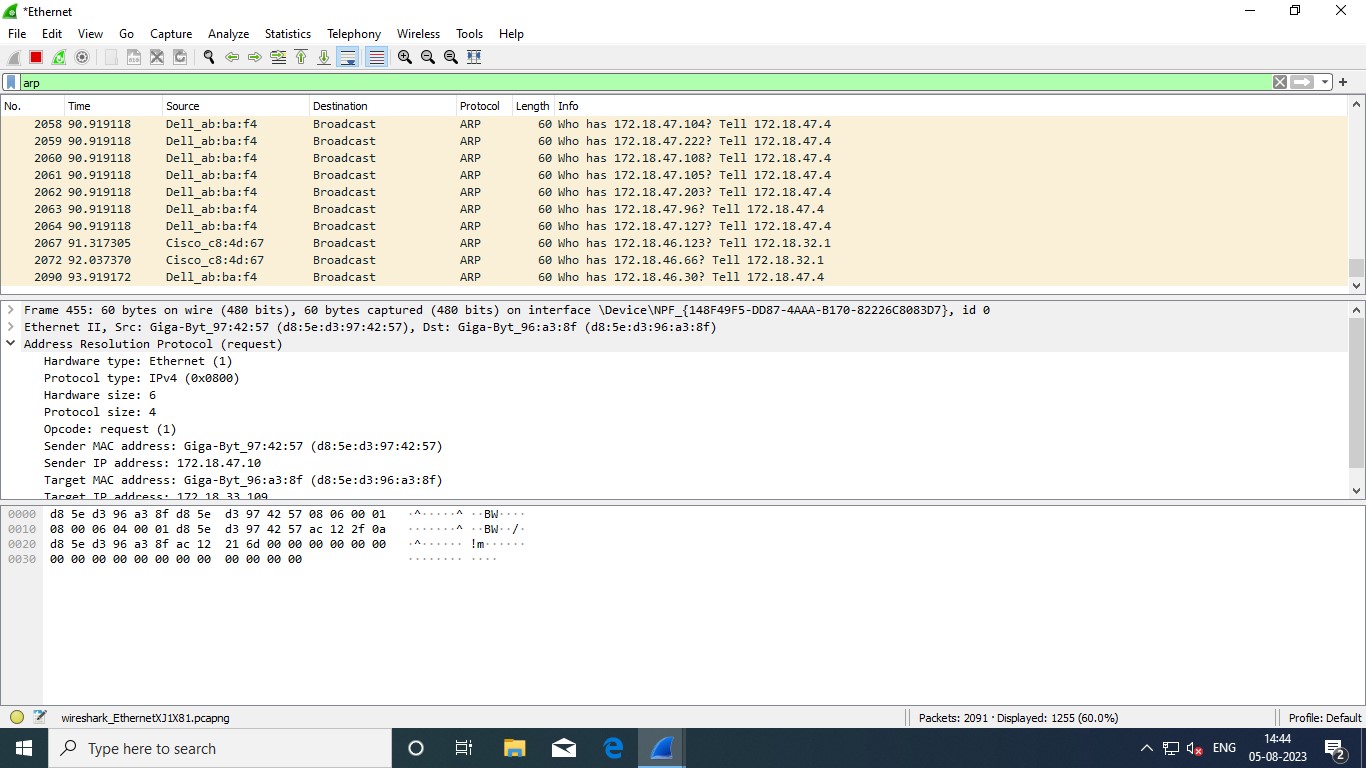 *Ethernet
File Edit View Go Capture Analyze Statistics Telephony Wireless Tools Help
arp
No. Time Source Destination Protocol Length Info
2058 90.919118 Dell_ab:ba:f4 Broadcast ARP 60 Who has 172.18.47.104? Tell 172.18.47.4
2059 90.919118 Dell_ab:ba:f4 Broadcast ARP 60 Who has 172.18.47.222? Tell 172.18.47.4
2060 90.919118 Dell_ab:ba:f4 Broadcast ARP 60 Who has 172.18.47.108? Tell 172.18.47.4
2061 90.919118 Dell_ab:ba:f4 Broadcast ARP 60 Who has 172.18.47.105? Tell 172.18.47.4
2062 90.919118 Dell_ab:ba:f4 Broadcast ARP 60 Who has 172.18.47.203? Tell 172.18.47.4
2063 90.919118 Dell_ab:ba:f4 Broadcast ARP 60 Who has 172.18.47.96? Tell 172.18.47.4
2064 90.919118 Dell_ab:ba:f4 Broadcast ARP 60 Who has 172.18.47.127? Tell 172.18.47.4
2067 91.317305 Cisco_c8:4d:67 Broadcast ARP 60 Who has 172.18.46.123? Tell 172.18.32.1
2072 92.037370 Cisco_c8:4d:67 Broadcast ARP 60 Who has 172.18.46.66? Tell 172.18.32.1
2090 93.919172 Dell_ab:ba:f4 Broadcast ARP 60 Who has 172.18.46.30? Tell 172.18.47.4
Frame 455: 60 bytes on wire (480 bits), 60 bytes captured (480 bits) on interface \Device\NPF_{148F49F5-DD87-4AAA-B170-82226C8083D7}, id 0
Ethernet II, Src: Giga-Byt_97:42:57 (d8:5e:d3:97:42:57), Dst: Giga-Byt_96:a3:8f (d8:5e:d3:96:a3:8f)
Address Resolution Protocol (request)
Hardware type: Ethernet (1)
Protocol type: IPv4 (0x0800)
Hardware size: 6
Protocol size: 4
Opcode: request (1)
Sender MAC address: Giga-Byt_97:42:57 (d8:5e:d3:97:42:57)
Sender IP address: 172.18.47.10
Target MAC address: Giga-Byt_96:a3:8f (d8:5e:d3:96:a3:8f)
Target IP address: 172.18.33.109
0000 d8 5e d3 96 a3 8f d8 5e d3 97 42 57 08 06 00 01 ·^·····^ ··BW····
0010 08 00 06 04 00 01 d8 5e d3 97 42 57 ac 12 2f 0a ·······^ ··BW··/·
0020 d8 5e d3 96 a3 8f ac 12 21 6d 00 00 00 00 00 00 ·^······ !m······
0030 00 00 00 00 00 00 00 00 00 00 00 00 ········ ····
wireshark_EthernetXJ1X81.pcapng Packets: 2091 · Displayed: 1255 (60.0%) Profile: Default
Type here to search ENG 14:44
05-08-2023 2